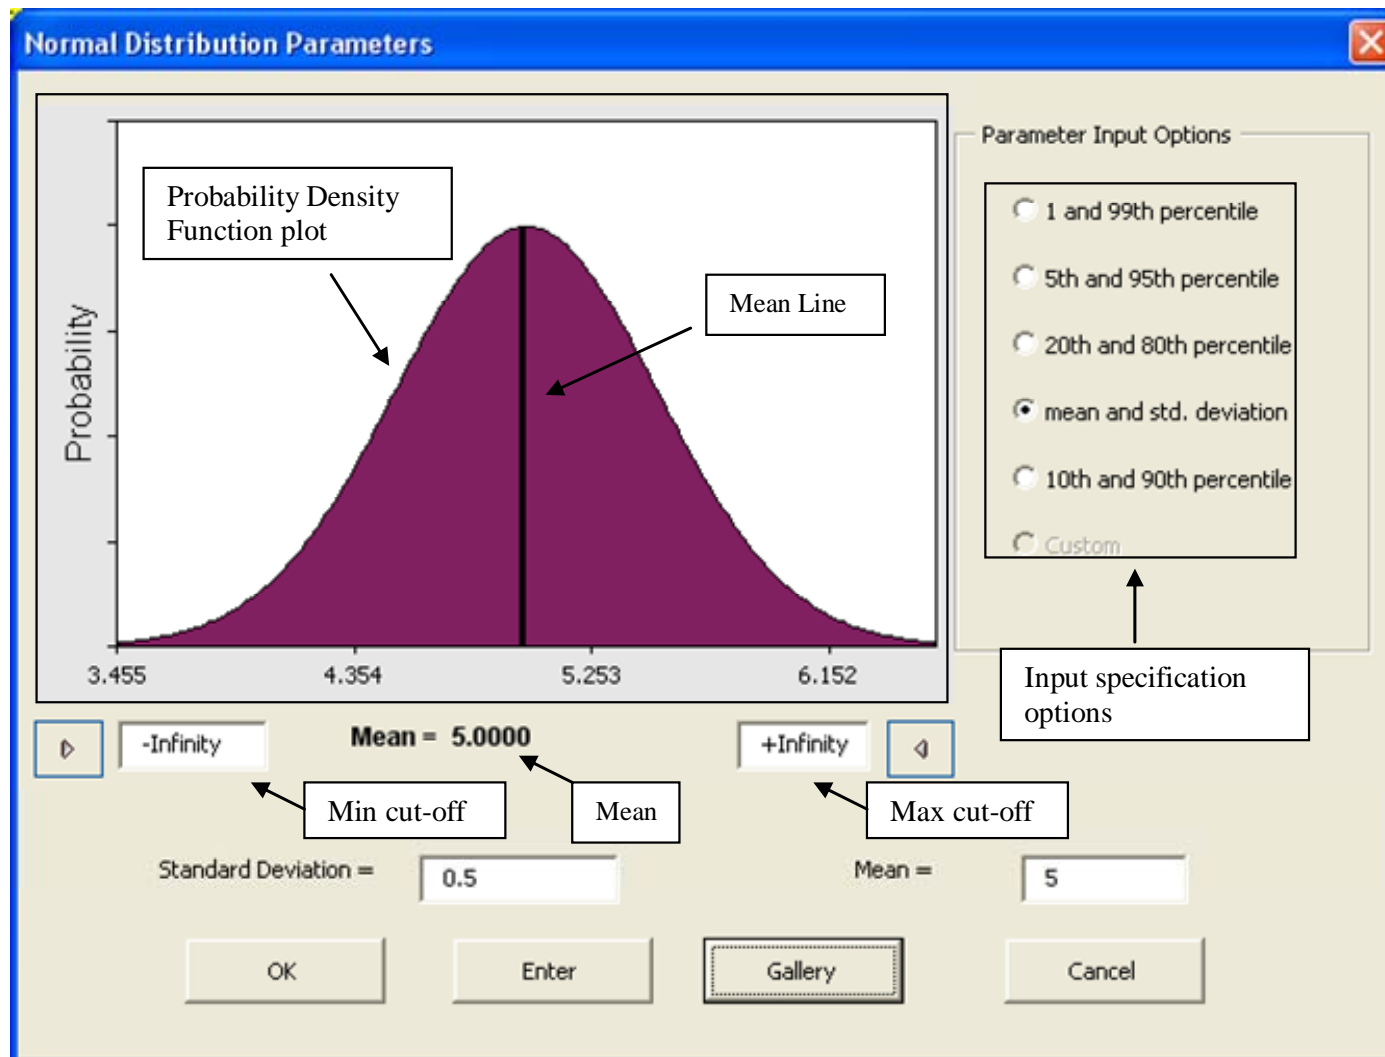 Normal Distribution Parameters
Probability Density
Function plot
Mean Line
Probability
3.455
4.354
5.253
6.152
Parameter Input Options
1 and 99th percentile
5th and 95th percentile
20th and 80th percentile
mean and std. deviation
10th and 90th percentile
Custom
Input specification
options
-Infinity
Mean = 5.0000
+Infinity
Min cut-off
Mean
Max cut-off
Standard Deviation =
0.5
Mean =
5
OK
Enter
Gallery
Cancel